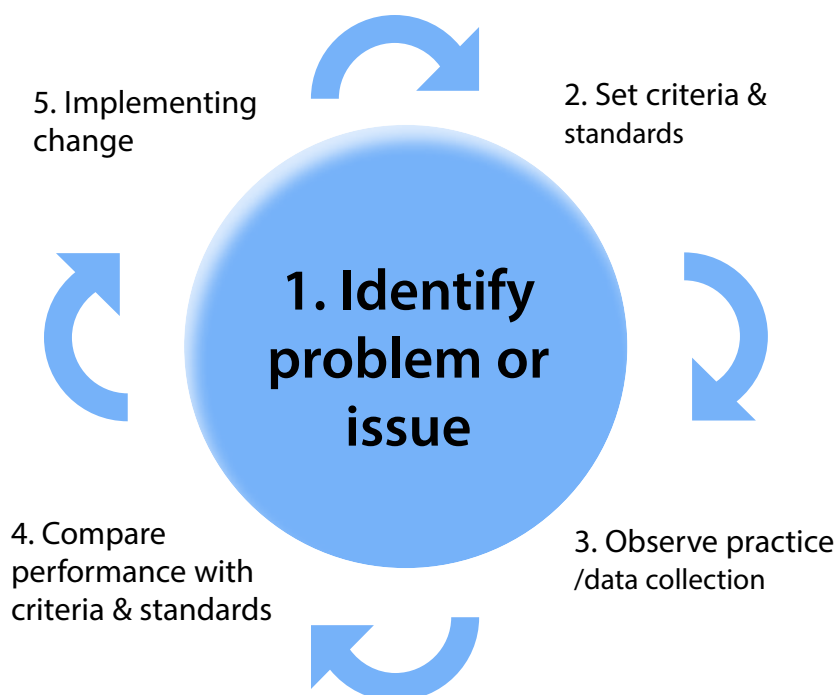 1. Identify
problem or
issue
2. Set criteria &
standards
3. Observe practice
/data collection
4. Compare
performance with
criteria & standards
5. Implementing
change